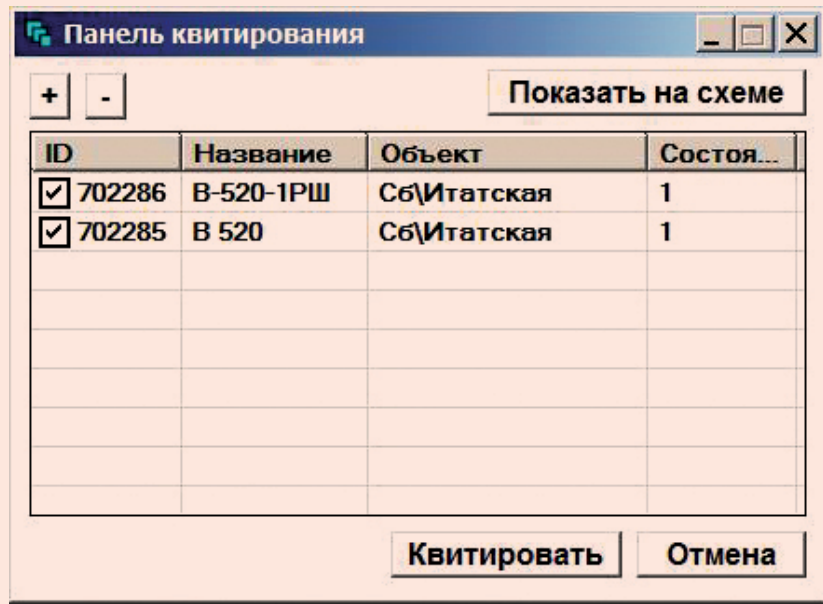 Панель квитирования
+ - Показать на схеме
ID Название Объект Состоя...
702286 В-520-1РШ Сб\Итатская 1
702285 В 520 Сб\Итатская 1
Квитировать Отмена